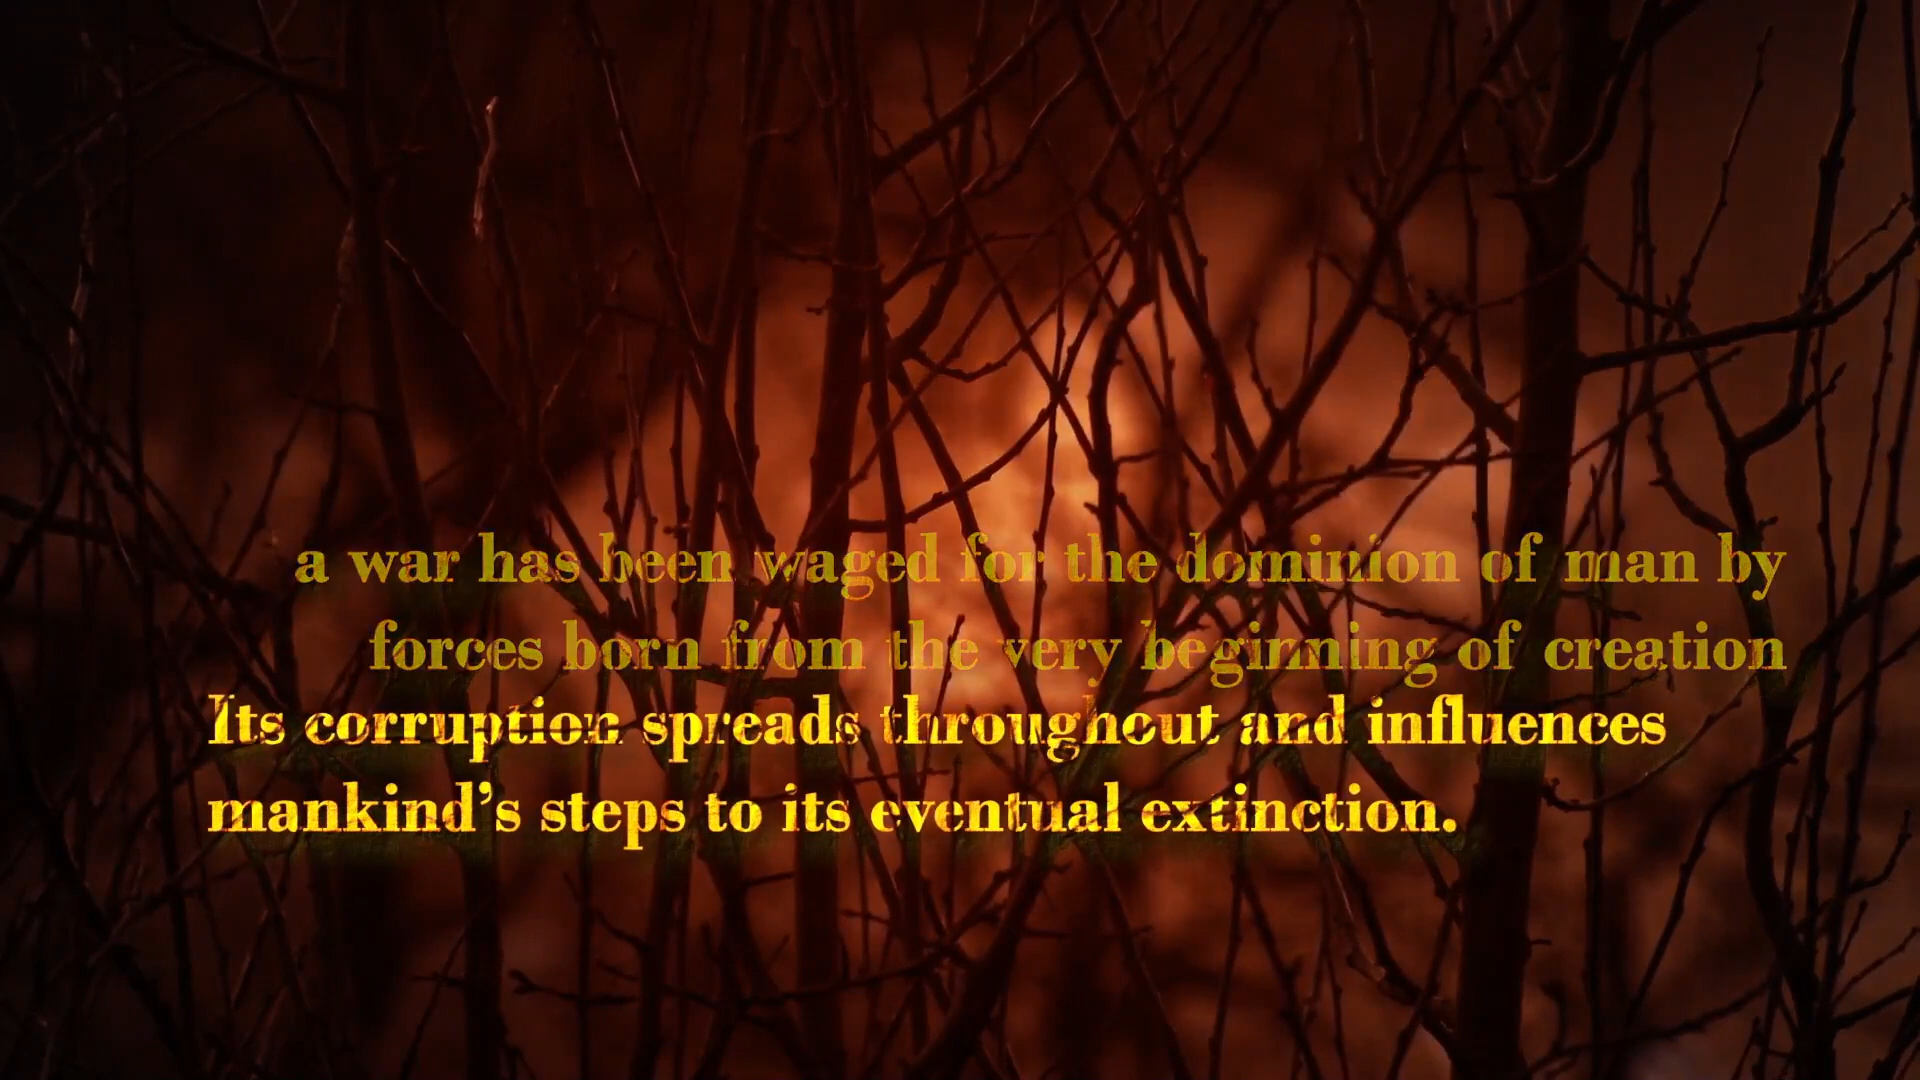 a war has been waged for the dominion of man by
forces born from the very beginning of creation
Its corruption spreads throughout and influences
mankind’s steps to its eventual extinction.